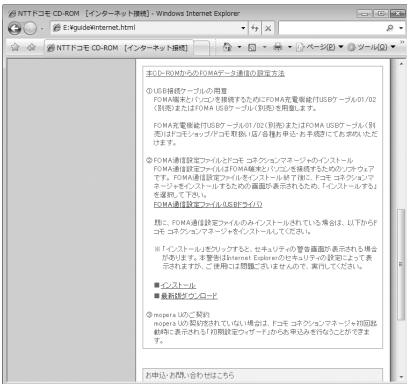 NTTドコモ CD-ROM [インターネット接続] - Windows Internet Explorer
E:¥guide¥internet.html
NTTドコモ CD-ROM [インターネット接続]
ページ(P) ツール(O)
本CD-ROMからのFOMAデータ通信の設定方法
①USB接続ケーブルの用意
FOMA端末とパソコンを接続するためにFOMA充電機能付USBケーブル01/02
(別売)またはFOMA USBケーブル(別売)を用意します。
FOMA充電機能付USBケーブル01/02(別売)またはFOMA USBケーブル(別
売)はドコモショップ/ドコモ取扱い店/各種お申込・お手続きにてお求めいただ
けます。
②FOMA通信設定ファイルとドコモ コネクションマネージャのインストール
FOMA通信設定ファイルはFOMA端末とパソコンを接続するためのソフトウェア
です。FOMA通信設定ファイルをインストール終了後に、ドコモ コネクションマ
ネージャをインストールするための画面が表示されるため、「インストールする」
を選択して下さい。
FOMA通信設定ファイル(USBドライバ)
既に、FOMA通信設定ファイルのみインストールされている場合は、以下からド
コモ コネクションマネージャをインストールしてください。
※「インストール」をクリックすると、セキュリティの警告画面が表示される場合
があります。本警告はInternet Explorerのセキュリティの設定によって表
示されますが、ご使用には問題ございませんので、実行してください。
■インストール
■最新版ダウンロード
③mopera Uのご契約
mopera Uの契約をされていない場合は、ドコモ コネクションマネージャ初回起
動時に表示される「初期設定ウィザード」からお申込みを行なうことができま
す。
お申込・お問い合わせはこちら